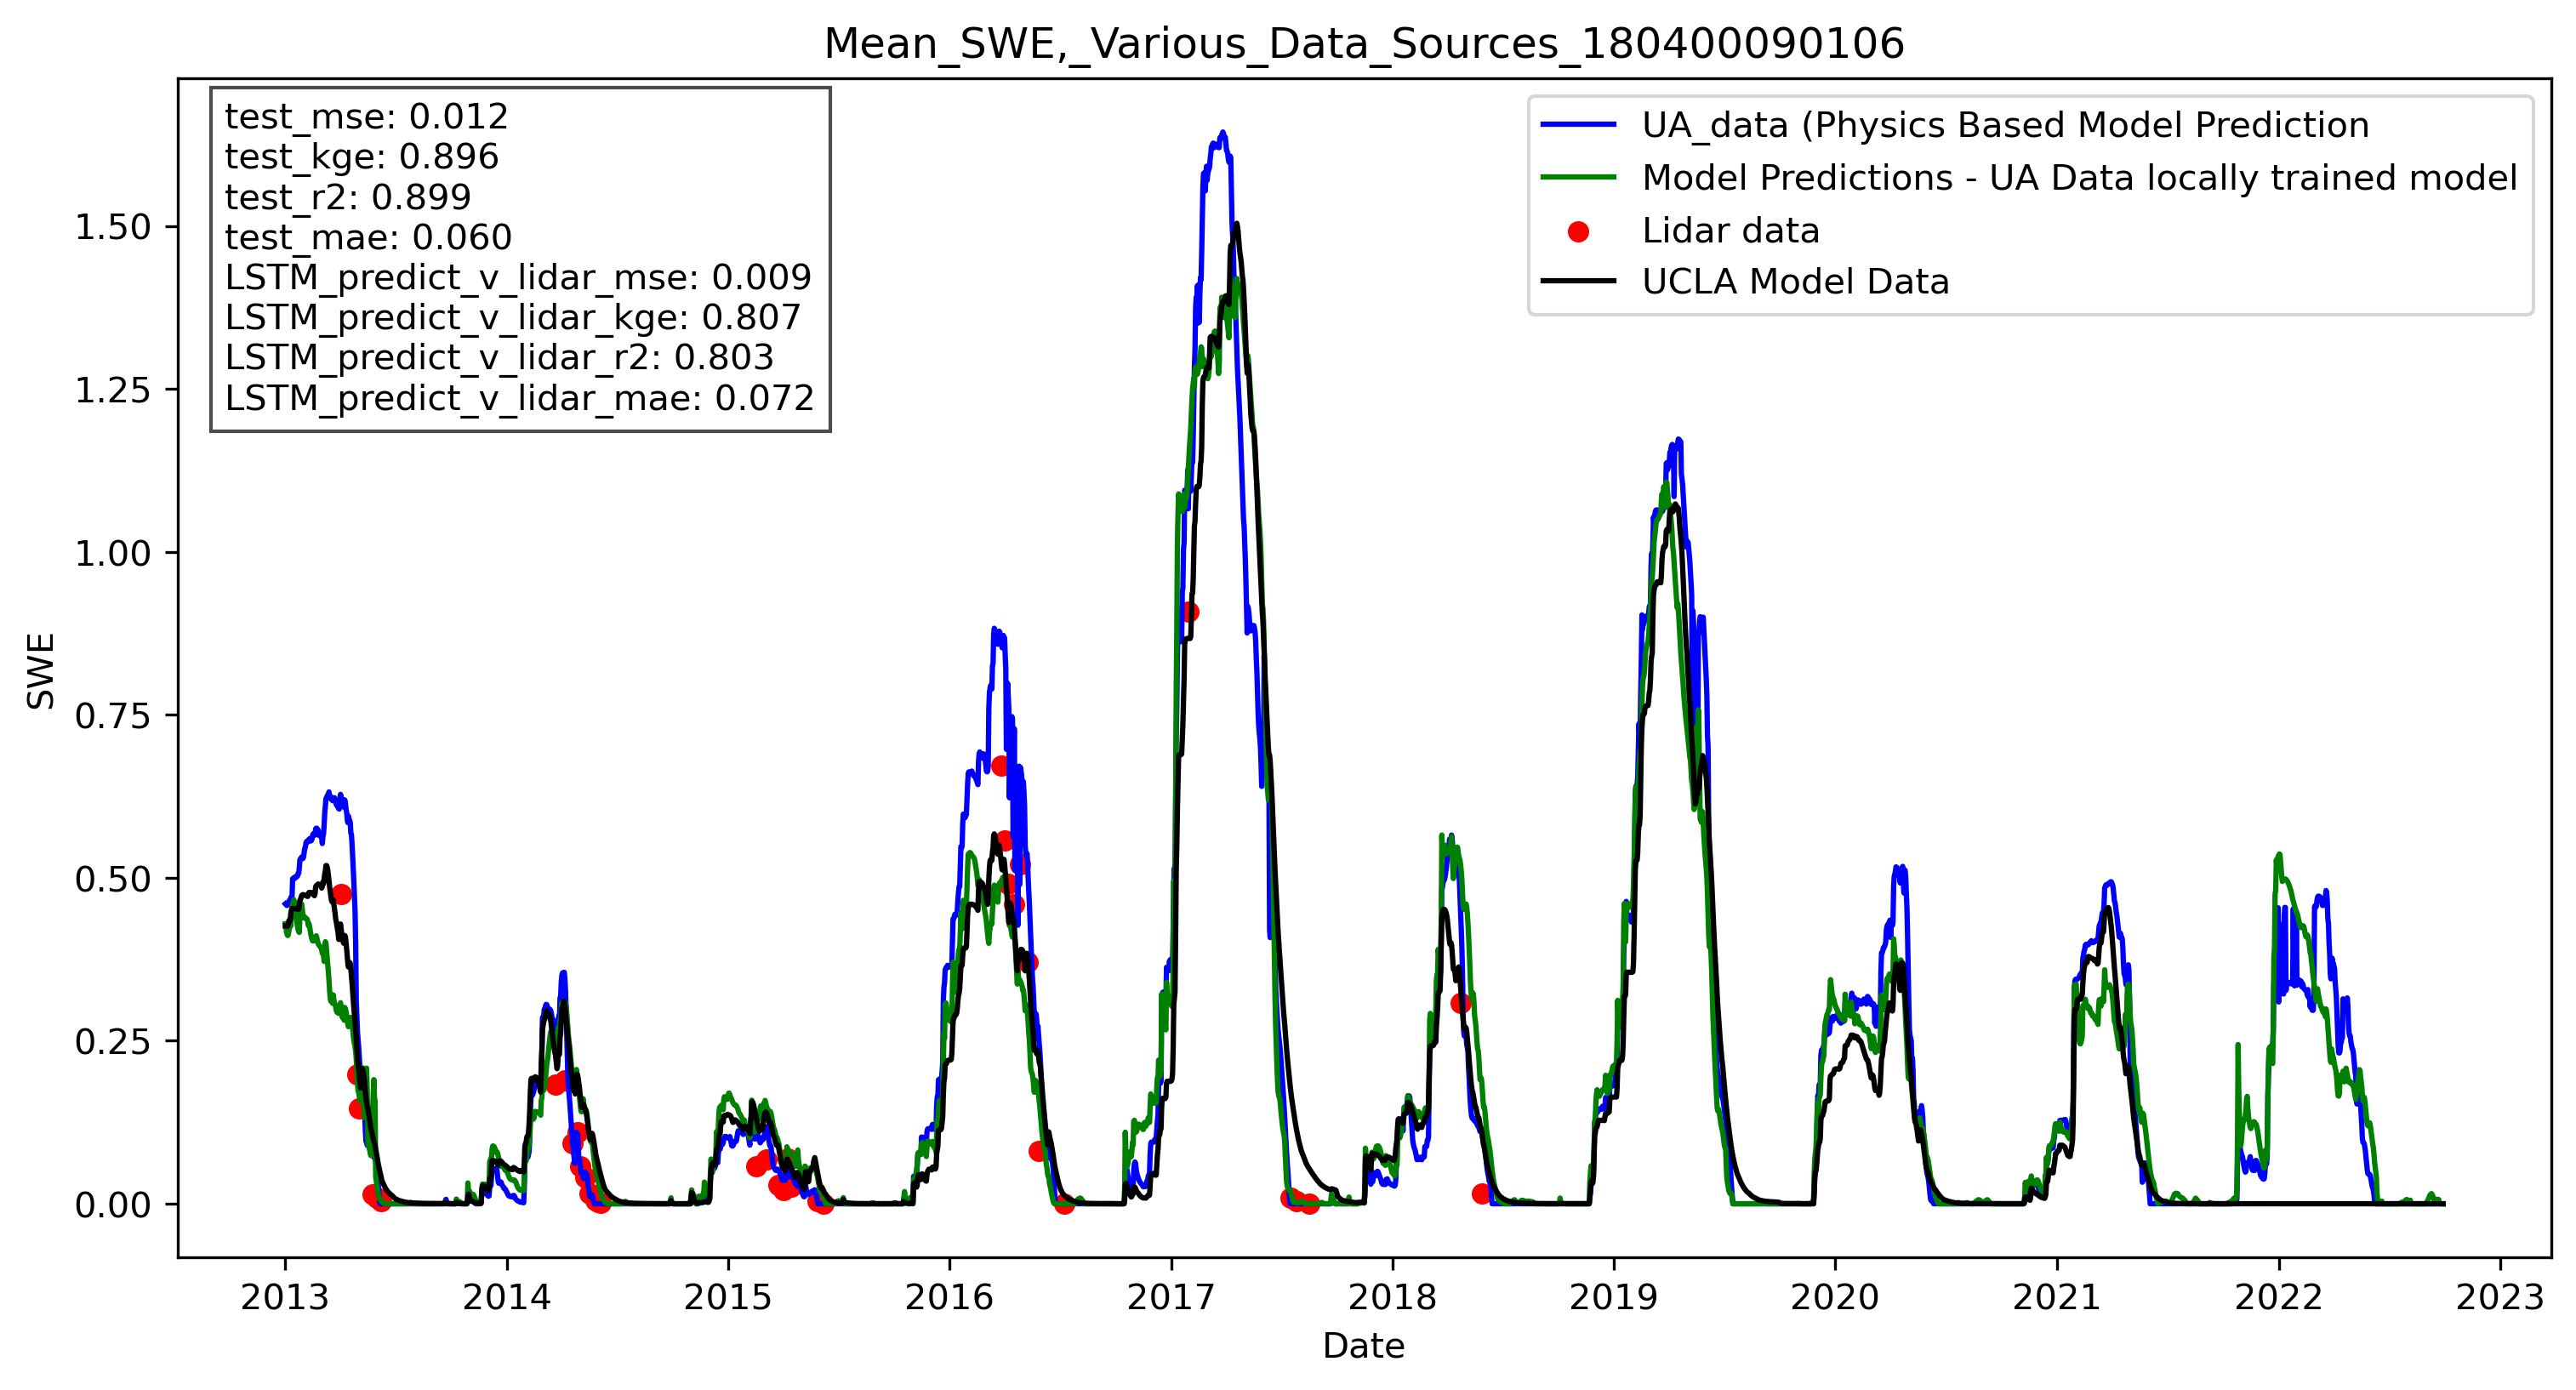 Mean_SWE,_Various_Data_Sources_180400090106
test_mse: 0.012
test_kge: 0.896
test_r2: 0.899
test_mae: 0.060
LSTM_predict_v_lidar_mse: 0.009
LSTM_predict_v_lidar_kge: 0.807
LSTM_predict_v_lidar_r2: 0.803
LSTM_predict_v_lidar_mae: 0.072
UA_data (Physics Based Model Prediction
Model Predictions - UA Data locally trained model
Lidar data
UCLA Model Data
SWE
1.50
1.25
1.00
0.75
0.50
0.25
0.00
2013 2014 2015 2016 2017 2018 2019 2020 2021 2022 2023
Date